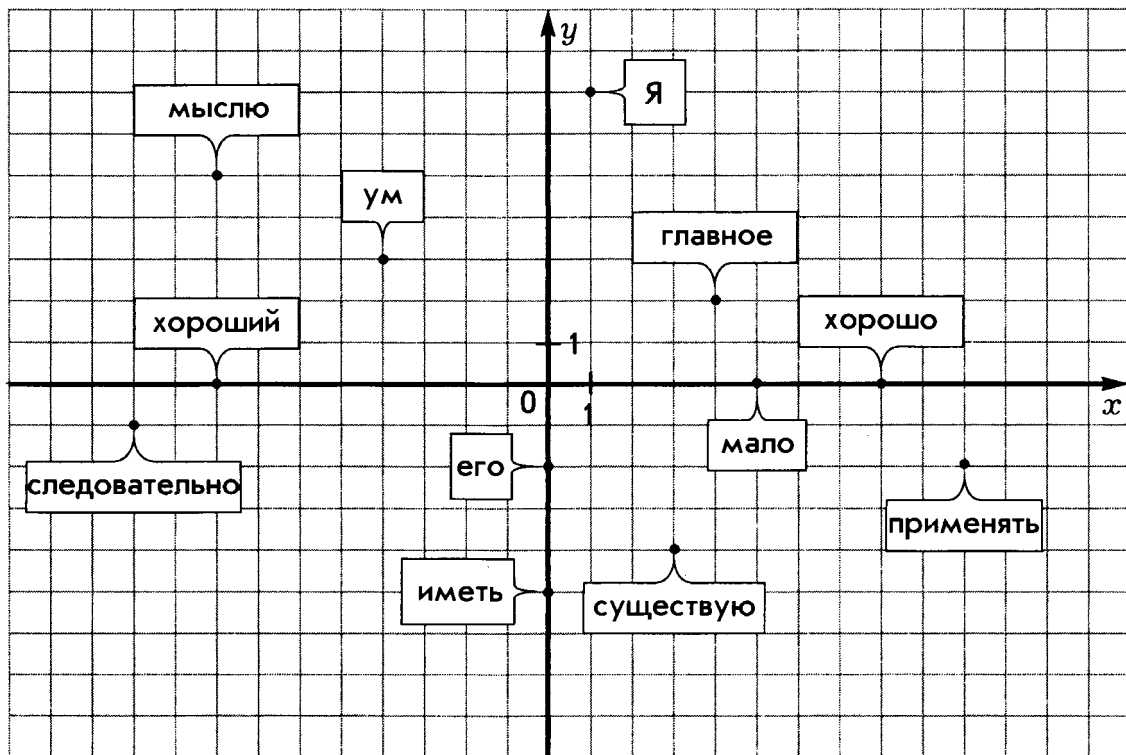 y
Я
мыслю
ум
главное
хороший
хорошо
1
0
1
x
мало
его
следовательно
применять
иметь
существую